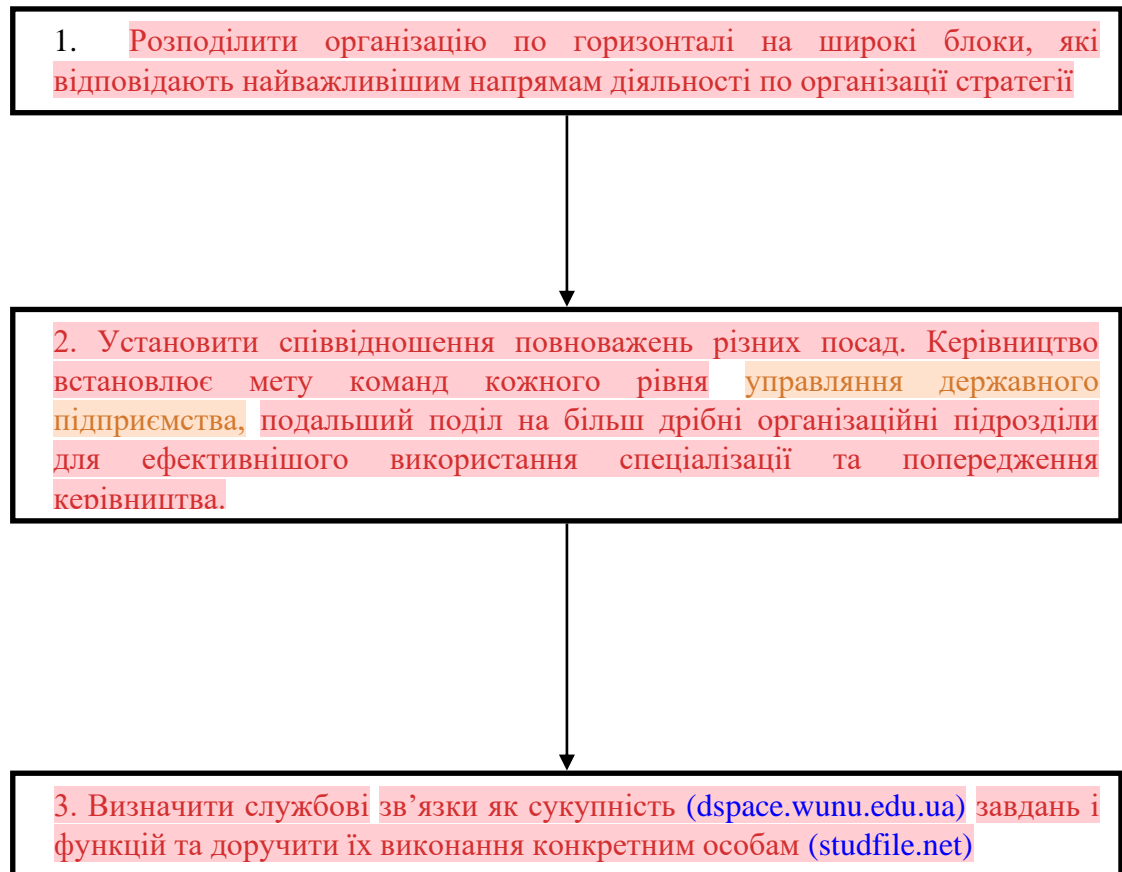 1. Розподілити організацію по горизонталі на широкі блоки, які
відповідають найважливішим напрямам діяльності по організації стратегії
2. Установити співвідношення повноважень різних посад. Керівництво
встановлює мету команд кожного рівня управляння державного
підприємства, подальший поділ на більш дрібні організаційні підрозділи
для ефективнішого використання спеціалізації та попередження
керівництва.
3. Визначити службові зв’язки як сукупність (dspace.wunu.edu.ua) завдань і
функцій та доручити їх виконання конкретним особам (studfile.net)